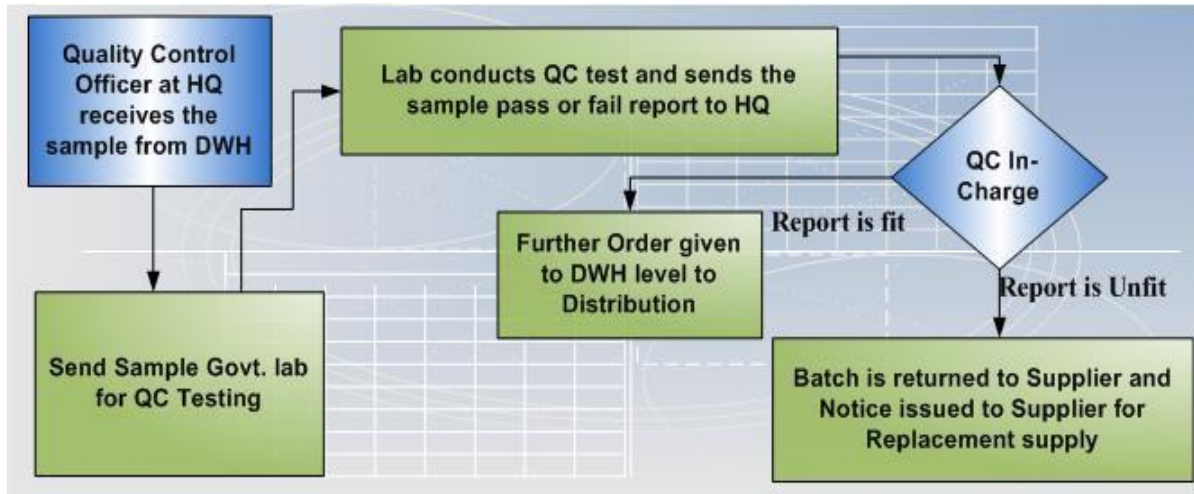 Quality Control
Officer at HQ
receives the
sample from DWH
Lab conducts QC test and sends the
sample pass or fail report to HQ
QC In-
Charge
Report is fit
Further Order given
to DWH level to
Distribution
Report is Unfit
Send Sample Govt. lab
for QC Testing
Batch is returned to Supplier and
Notice issued to Supplier for
Replacement supply